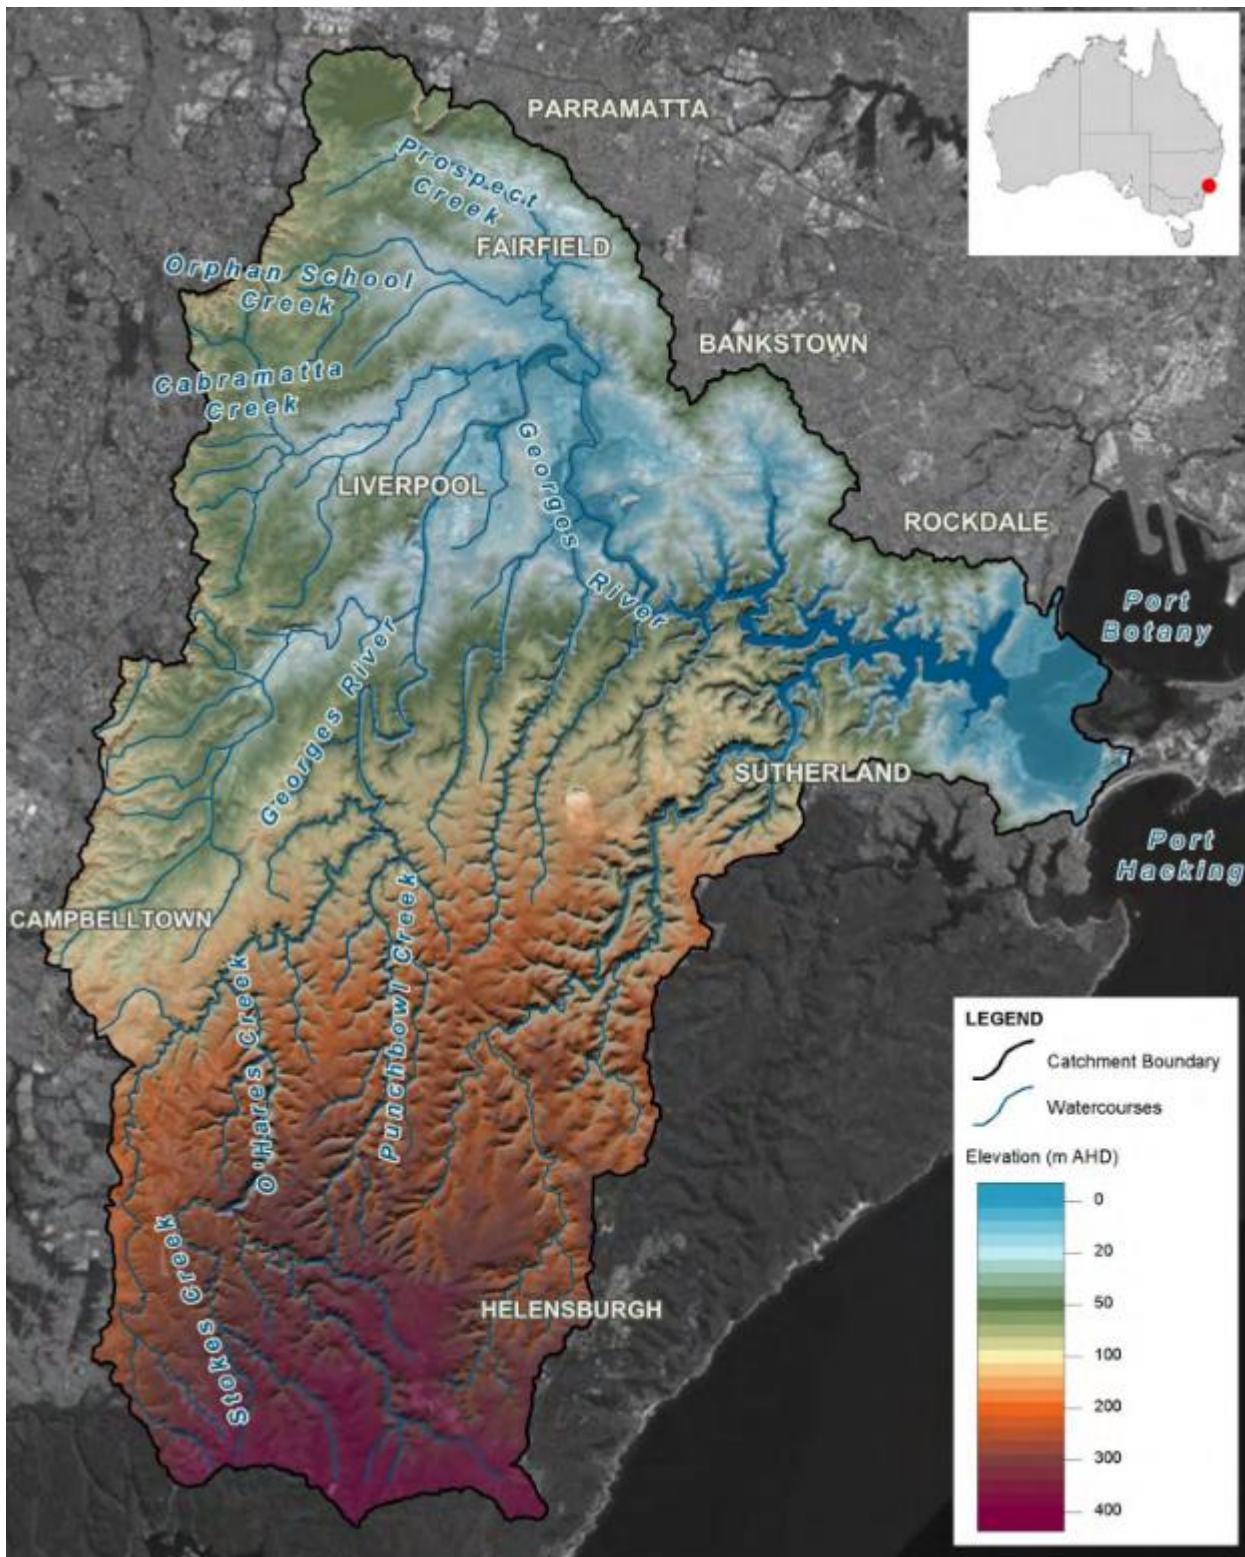 PARRAMATTA
Prospect
Creek
FAIRFIELD
Orphan School
Creek
BANKSTOWN
Cabramatta
Creek
LIVERPOOL
Georges River
ROCKDALE
Port
Botany
Georges River
SUTHERLAND
Port
Hacking
CAMPBELLTOWN
O'Hares Creek
Punchbowl Creek
Stokes Creek
HELENSBURGH
LEGEND
Catchment Boundary
Watercourses
Elevation (m AHD)
0
20
50
100
200
300
400